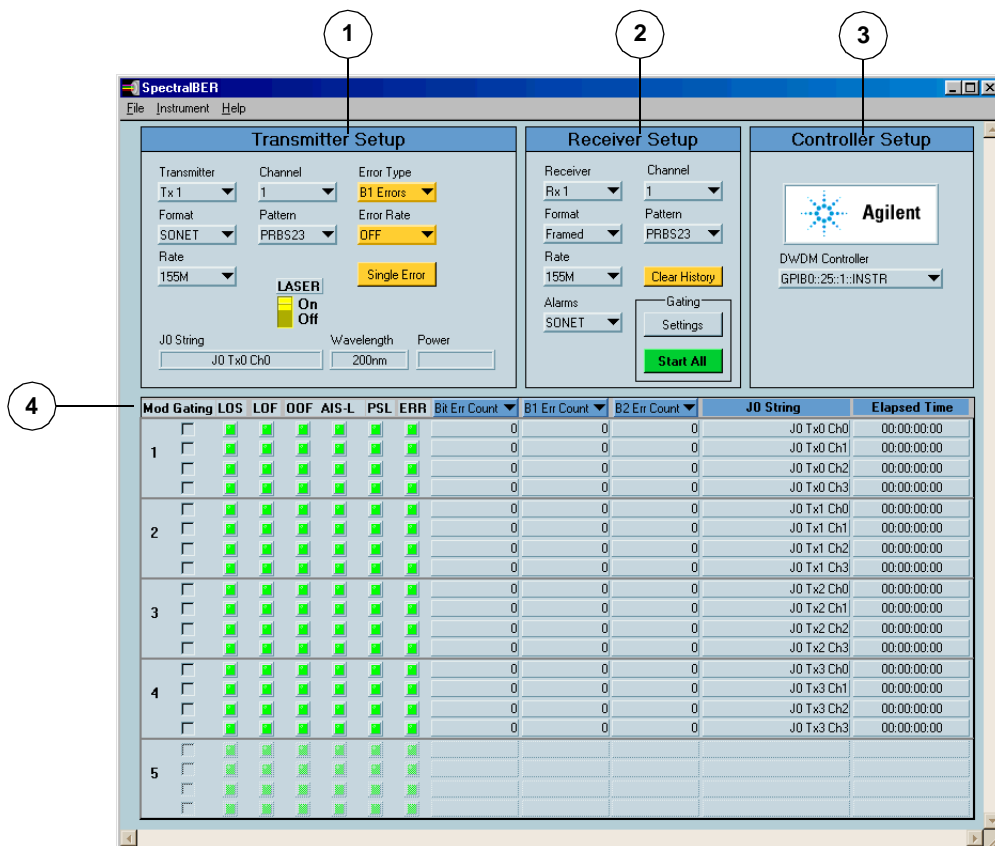 1
2
3
SpectralBER
File Instrument Help
Transmitter Setup
Transmitter Channel Error Type
Tx 1 1 B1 Errors
Format Pattern Error Rate
SONET PRBS23 OFF
Rate
155M Single Error
LASER
On
Off
J0 String Wavelength Power
J0 Tx0 Ch0 200nm
Receiver Setup
Receiver Channel
Rx 1 1
Format Pattern
Framed PRBS23
Rate
155M Clear History
Alarms Gating
SONET Settings
Start All
Controller Setup
Agilent
DWDM Controller
GPIB0::25::1::INSTR
4
Mod Gating LOS LOF OOF AIS-L PSL ERR Bit Err Count B1 Err Count B2 Err Count J0 String Elapsed Time
1
0 0 0 J0 Tx0 Ch0 00:00:00:00
0 0 0 J0 Tx0 Ch1 00:00:00:00
0 0 0 J0 Tx0 Ch2 00:00:00:00
0 0 0 J0 Tx0 Ch3 00:00:00:00
2
0 0 0 J0 Tx1 Ch0 00:00:00:00
0 0 0 J0 Tx1 Ch1 00:00:00:00
0 0 0 J0 Tx1 Ch2 00:00:00:00
0 0 0 J0 Tx1 Ch3 00:00:00:00
3
0 0 0 J0 Tx2 Ch0 00:00:00:00
0 0 0 J0 Tx2 Ch1 00:00:00:00
0 0 0 J0 Tx2 Ch2 00:00:00:00
0 0 0 J0 Tx2 Ch3 00:00:00:00
4
0 0 0 J0 Tx3 Ch0 00:00:00:00
0 0 0 J0 Tx3 Ch1 00:00:00:00
0 0 0 J0 Tx3 Ch2 00:00:00:00
0 0 0 J0 Tx3 Ch3 00:00:00:00
5